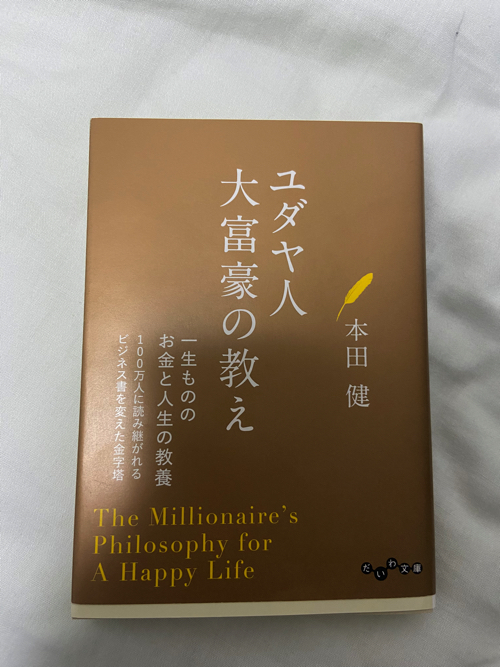 ユダヤ人
大富豪の教え
本田 健
一生ものの
お金と人生の教養
100万人に読み継がれる
ビジネス書を変えた金字塔
The Millionaire's
Philosophy for
A Happy Life
だいわ文庫